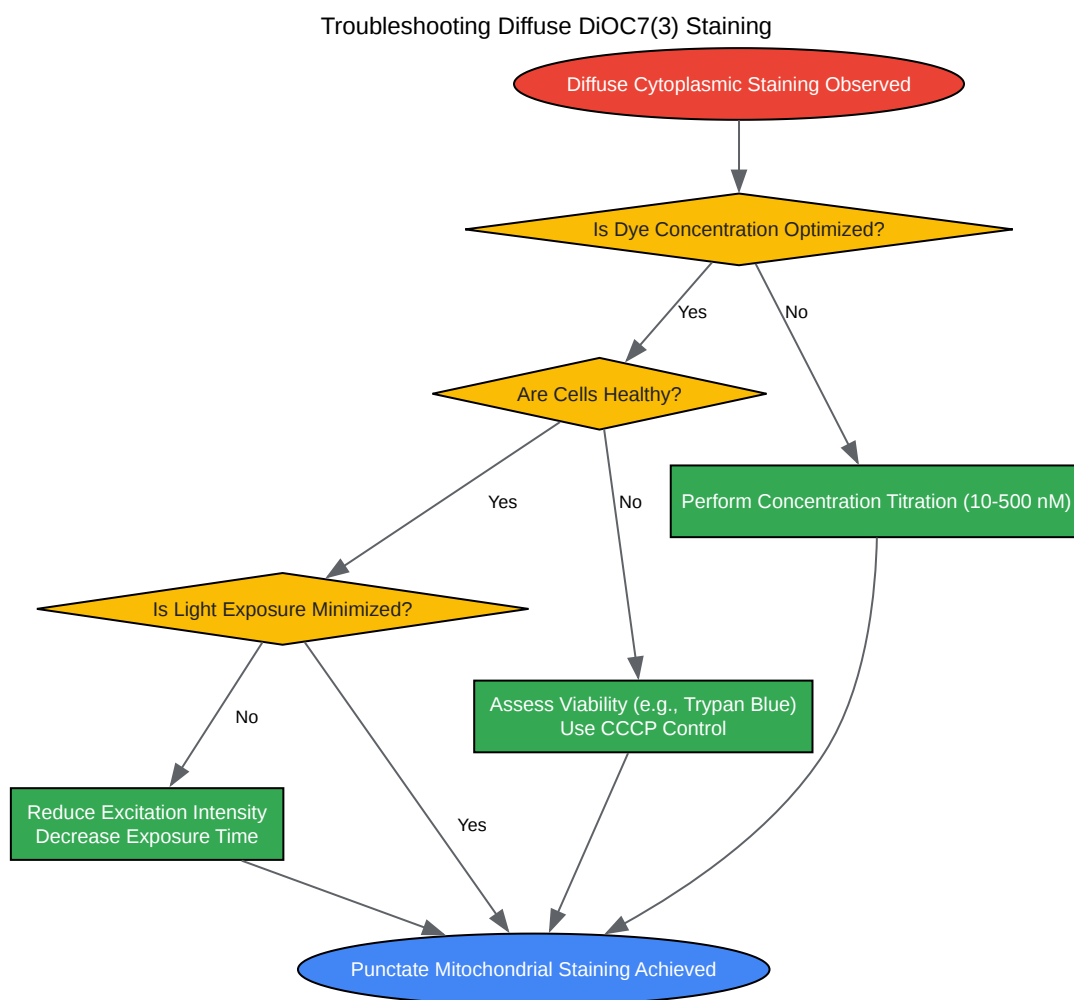 Troubleshooting Diffuse DiOC7(3) Staining
Diffuse Cytoplasmic Staining Observed
Is Dye Concentration Optimized?
Yes
No
Are Cells Healthy?
Perform Concentration Titration (10-500 nM)
Yes
No
Is Light Exposure Minimized?
Assess Viability (e.g., Trypan Blue)
Use CCCP Control
No
Reduce Excitation Intensity
Decrease Exposure Time
Yes
Punctate Mitochondrial Staining Achieved